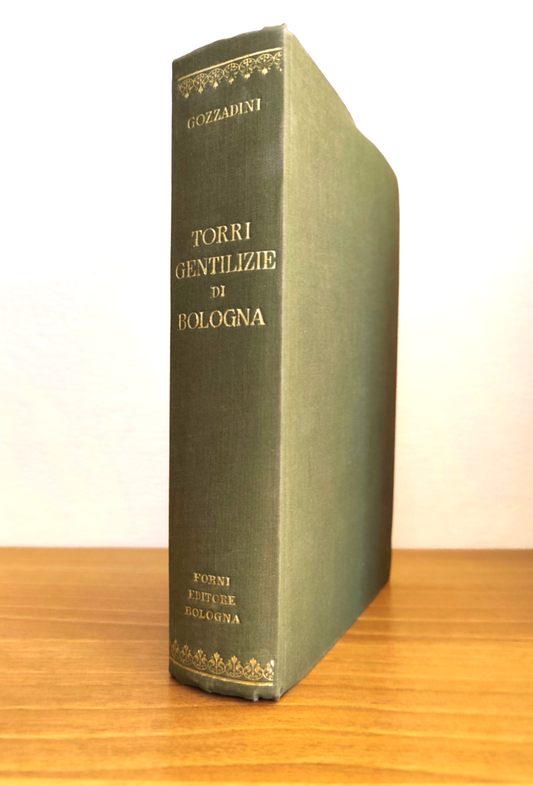 GOZZADINI
TORRI
GENTILIZIE
DI
BOLOGNA
FORNI
EDITORE
BOLOGNA